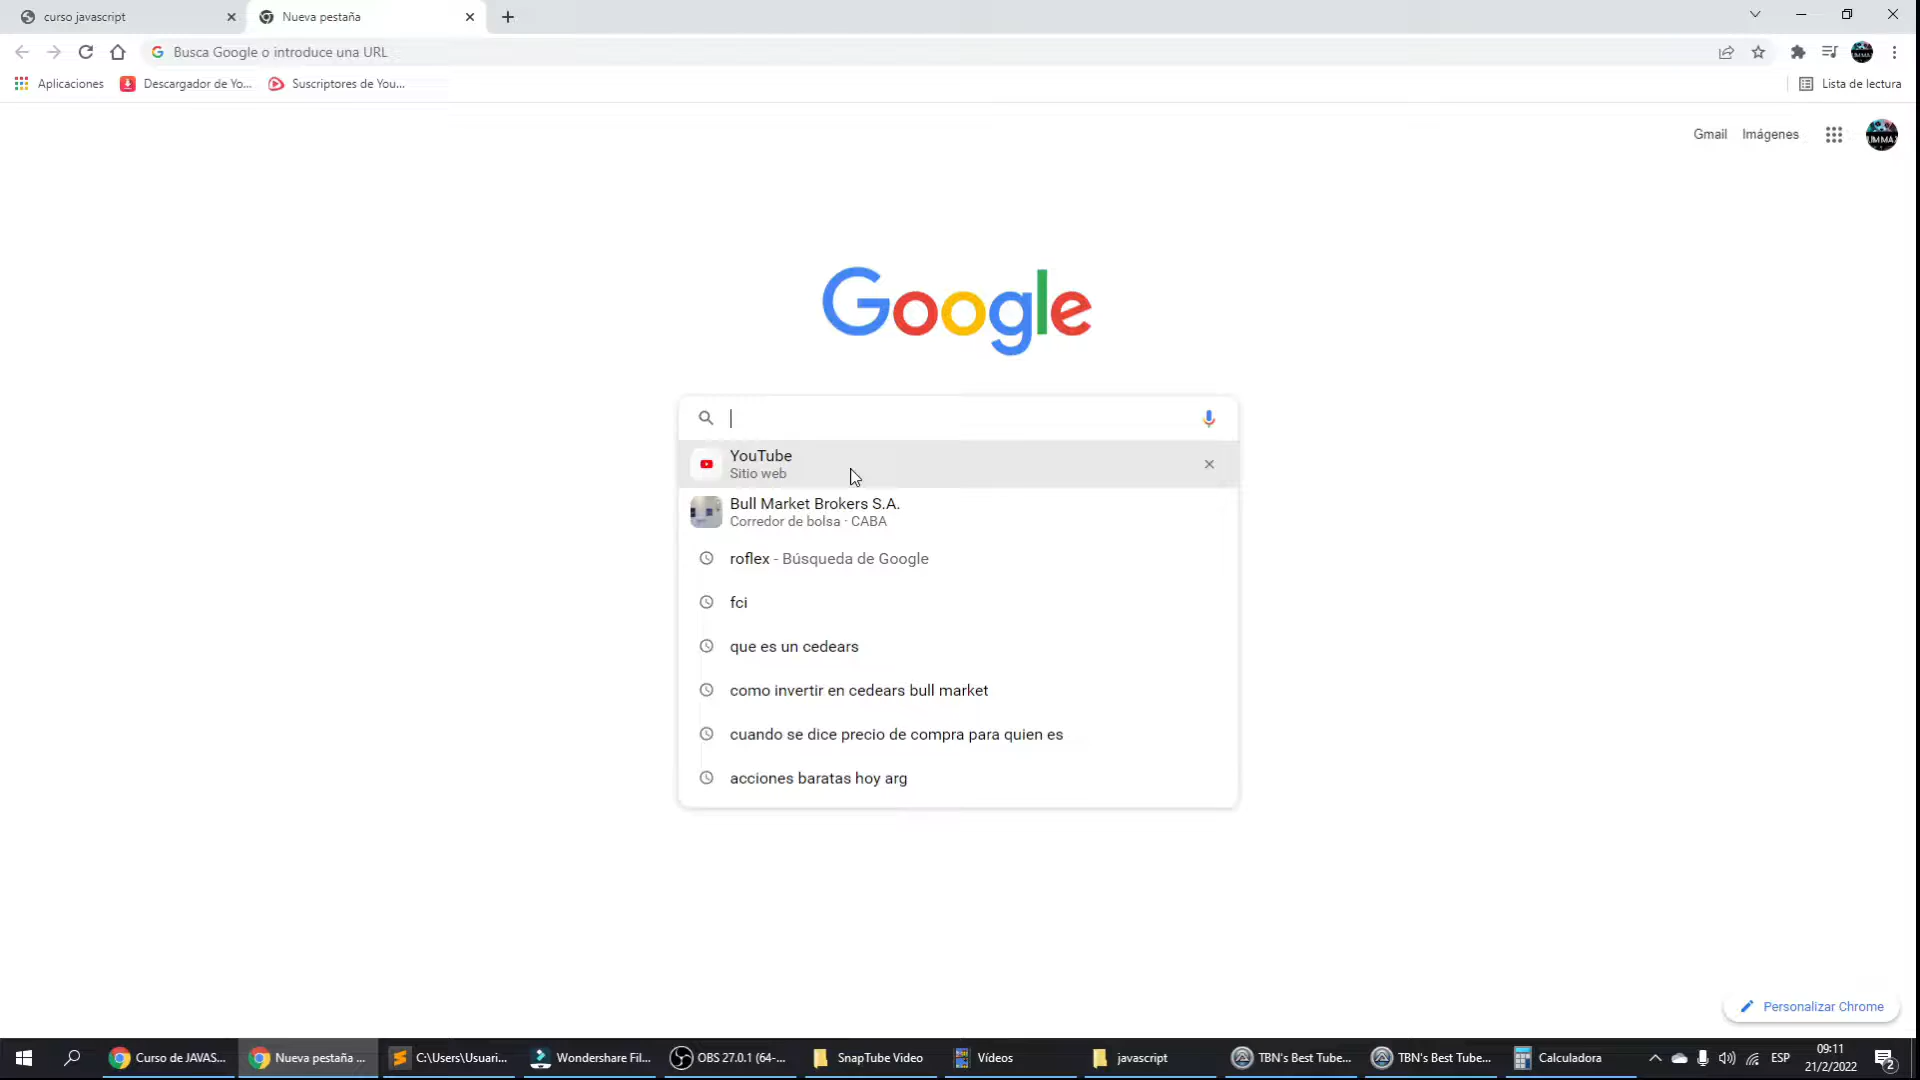 curso javascript
Nueva pestaña
Busca Google o introduce una URL
Aplicaciones
Descargador de Yo...
Suscriptores de You...
Lista de lectura
Gmail
Imágenes
Google
YouTube
Sitio web
Bull Market Brokers S.A.
Corredor de bolsa · CABA
roflex - Búsqueda de Google
fci
que es un cedears
como invertir en cedears bull market
cuando se dice precio de compra para quien es
acciones baratas hoy arg
Personalizar Chrome
Curso de JAVAS...
Nueva pestaña ...
C:\Users\Usuari...
Wondershare Fil...
OBS 27.0.1 (64-...
SnapTube Video
Vídeos
javascript
TBN's Best Tube...
TBN's Best Tube...
Calculadora
ESP
09:11
21/2/2022
2